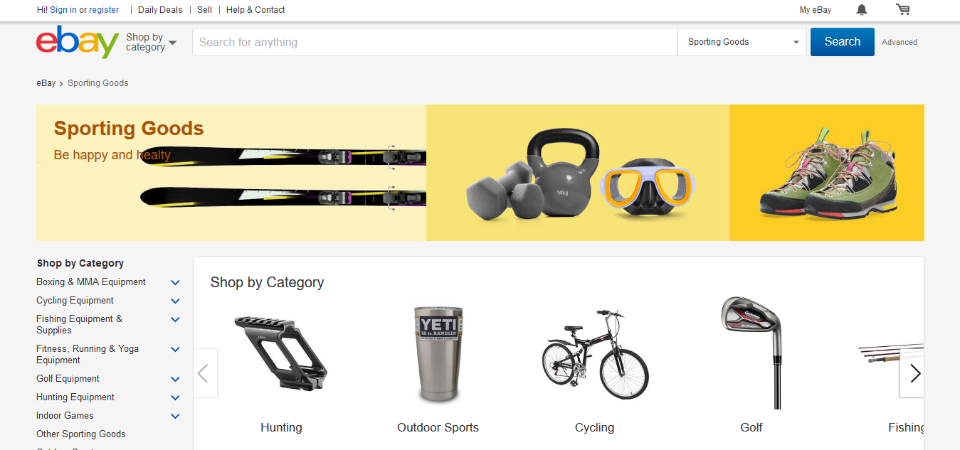 Hi! Sign in or register | Daily Deals | Sell | Help & Contact
My eBay
ebay
Shop by
category
Search for anything
Sporting Goods
Search
Advanced
eBay > Sporting Goods
Sporting Goods
Be happy and healty
Shop by Category
Boxing & MMA Equipment
Cycling Equipment
Fishing Equipment &
Supplies
Fitness, Running & Yoga
Equipment
Golf Equipment
Hunting Equipment
Indoor Games
Other Sporting Goods
Shop by Category
YETI
Hunting
Outdoor Sports
Cycling
Golf
Fishing